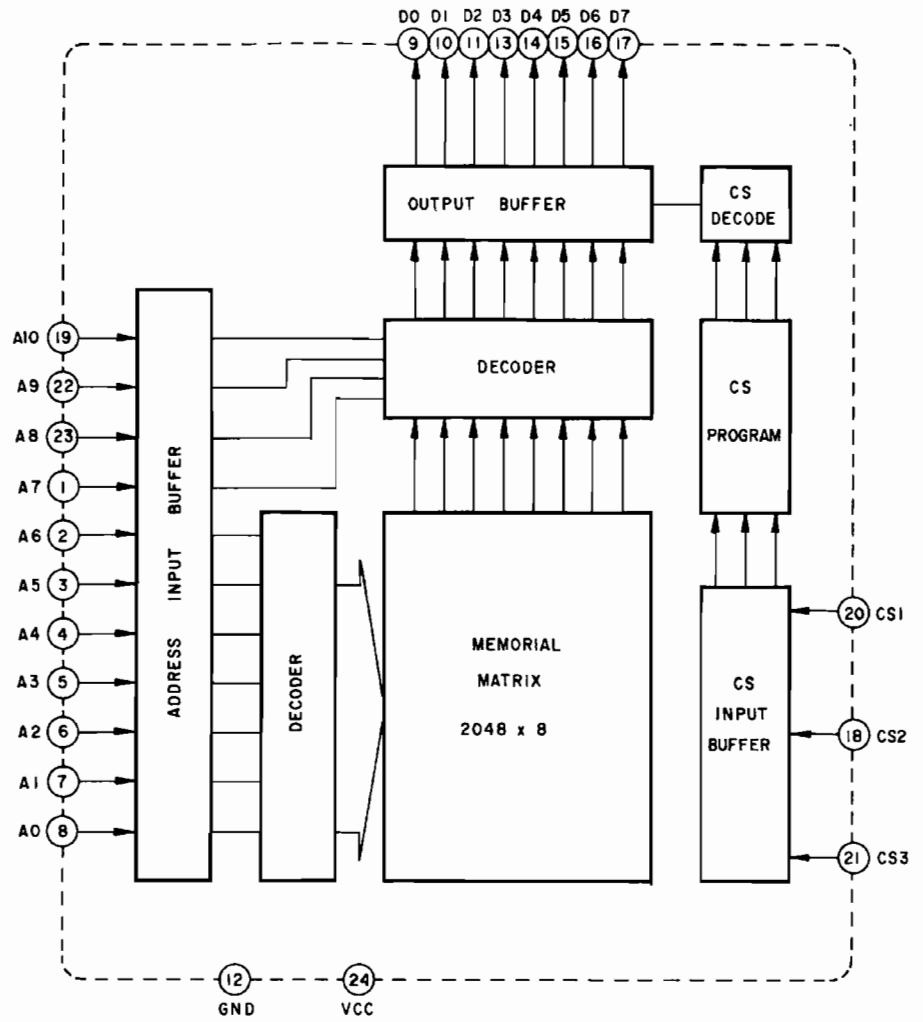 D0 D1 D2 D3 D4 D5 D6 D7
9 10 11 13 14 15 16 17
OUTPUT BUFFER
CS
DECODE
DECODER
CS
PROGRAM
A10 19
A9 22
A8 23
A7 1
A6 2
A5 3
A4 4
A3 5
A2 6
A1 7
A0 8
ADDRESS INPUT BUFFER
DECODER
MEMORIAL
MATRIX
2048 x 8
CS
INPUT
BUFFER
20 CS1
18 CS2
21 CS3
12
GND
24
VCC